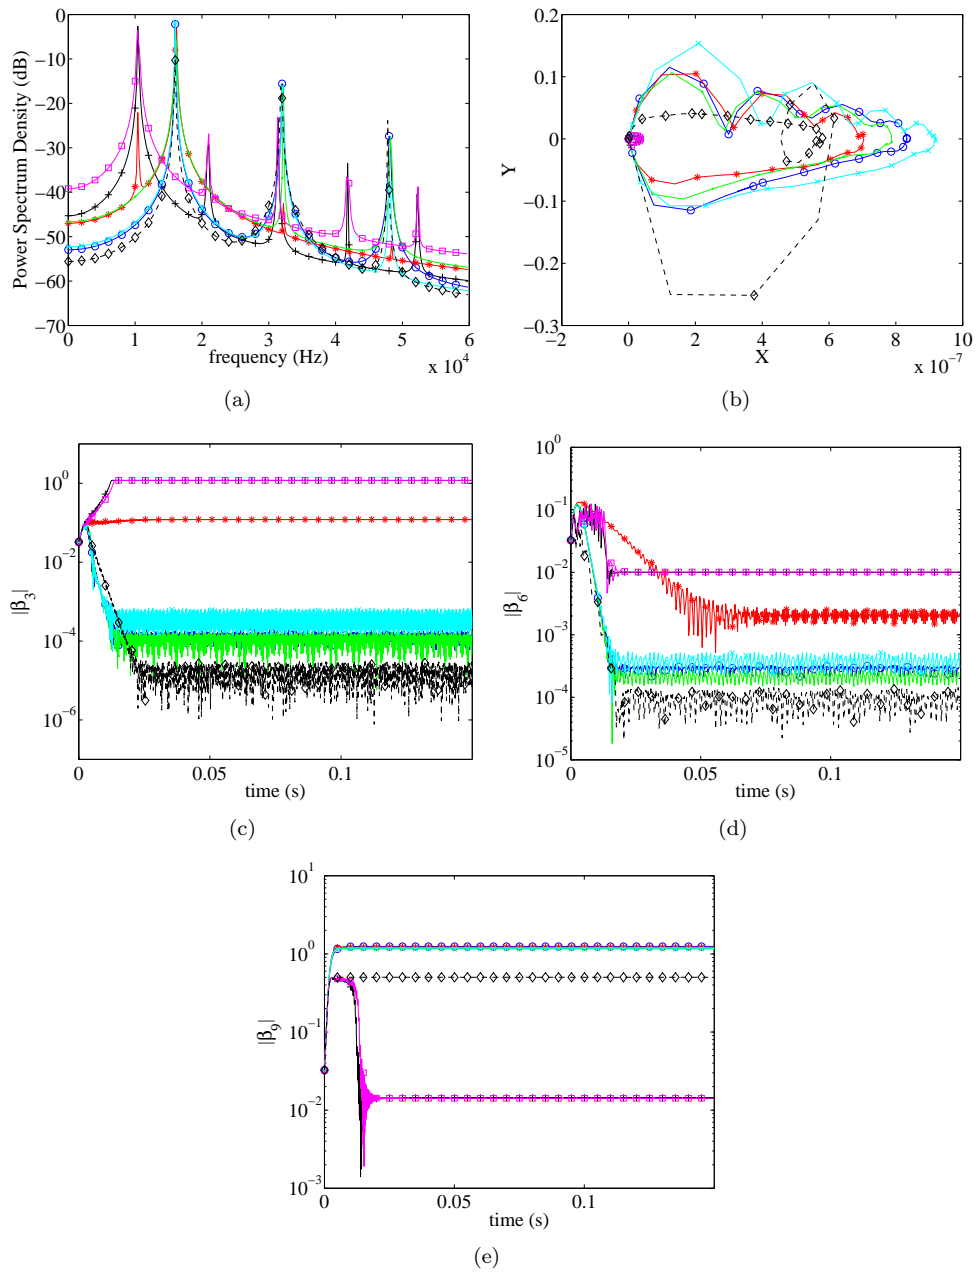 0
−10
−20
−30
−40
−50
−60
−70
Power Spectrum Density (dB)
0 1 2 3 4 5 6
frequency (Hz)
x 10^4
(a)
0.2
0.1
0
−0.1
−0.2
−0.3
Y
−2 0 2 4 6 8 10
X
x 10^−7
(b)
10^0
10^−2
10^−4
10^−6
|β_3|
0 0.05 0.1
time (s)
(c)
10^0
10^−1
10^−2
10^−3
10^−4
10^−5
|β_6|
0 0.05 0.1
time (s)
(d)
10^1
10^0
10^−1
10^−2
10^−3
|β_9|
0 0.05 0.1
time (s)
(e)